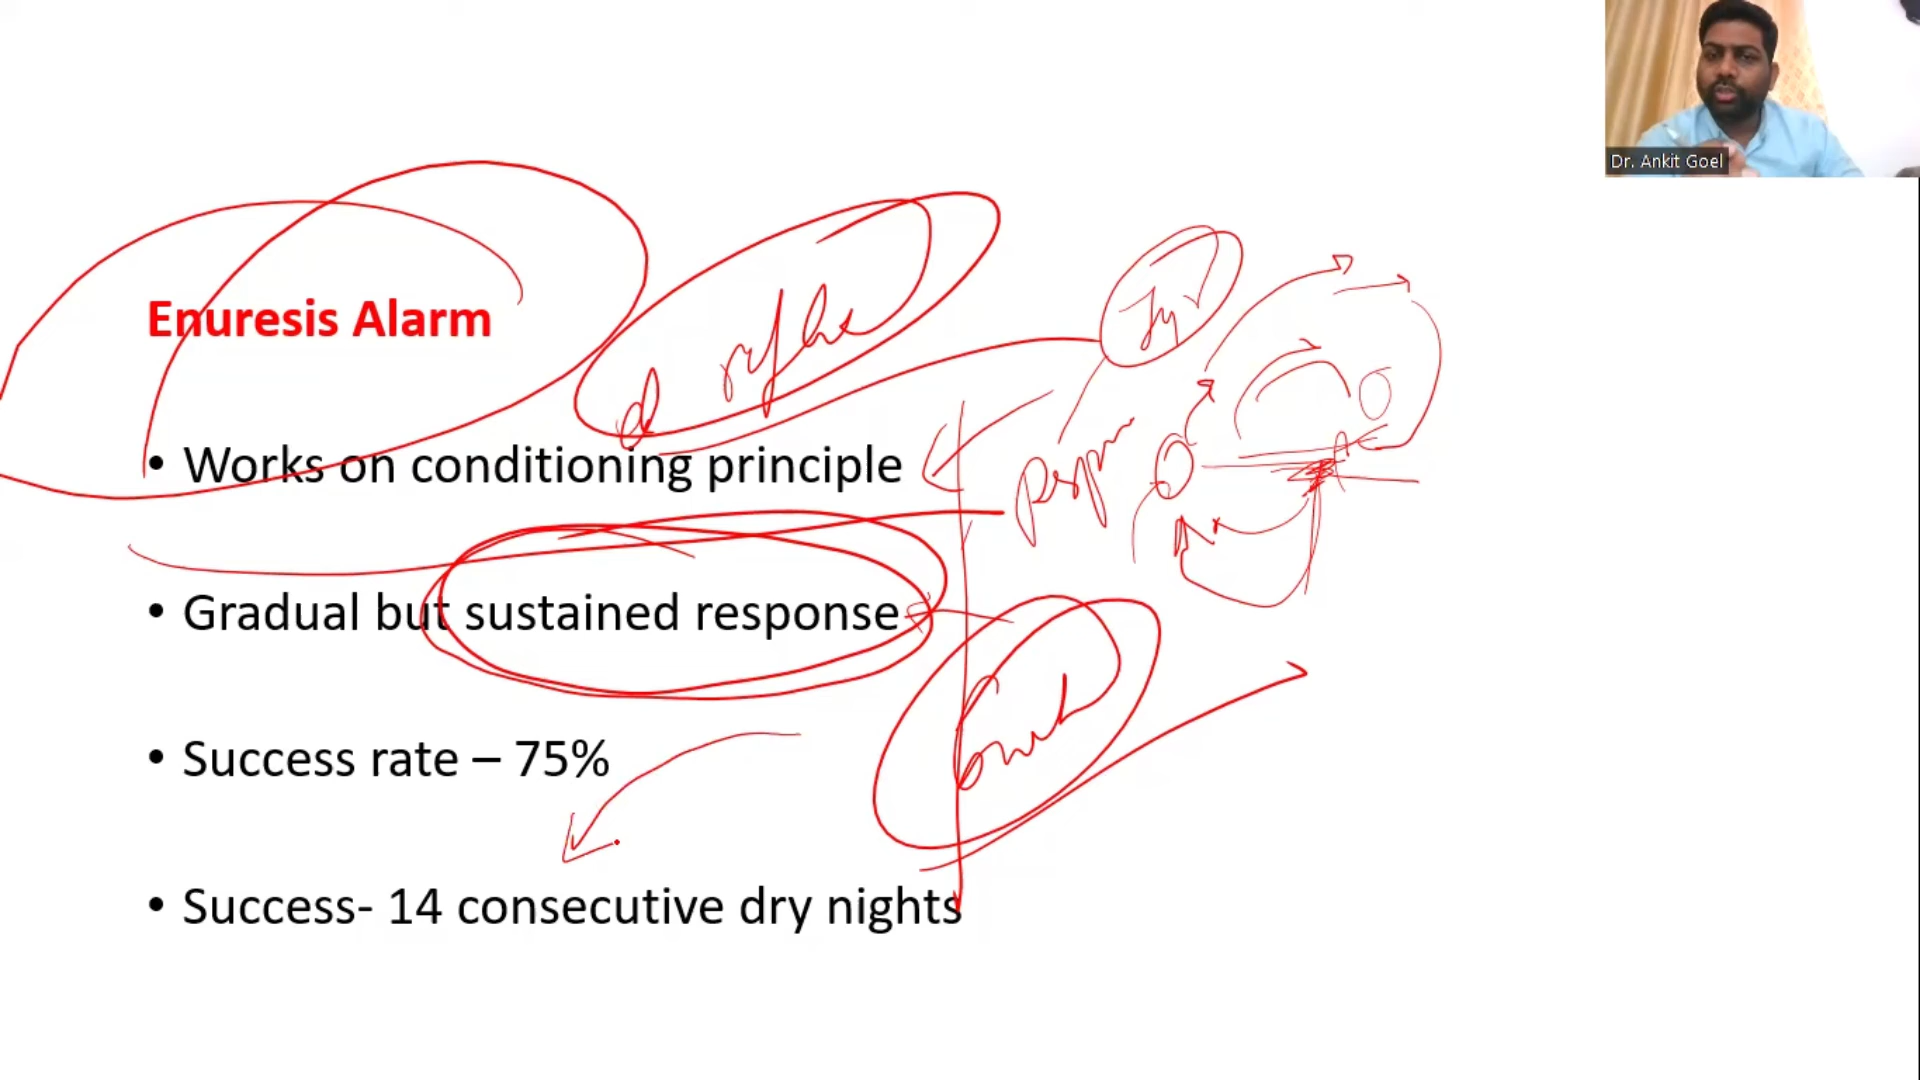 Dr. Ankit Goel
Enuresis Alarm
• Works on conditioning principle
• Gradual but sustained response
• Success rate – 75%
• Success- 14 consecutive dry nights